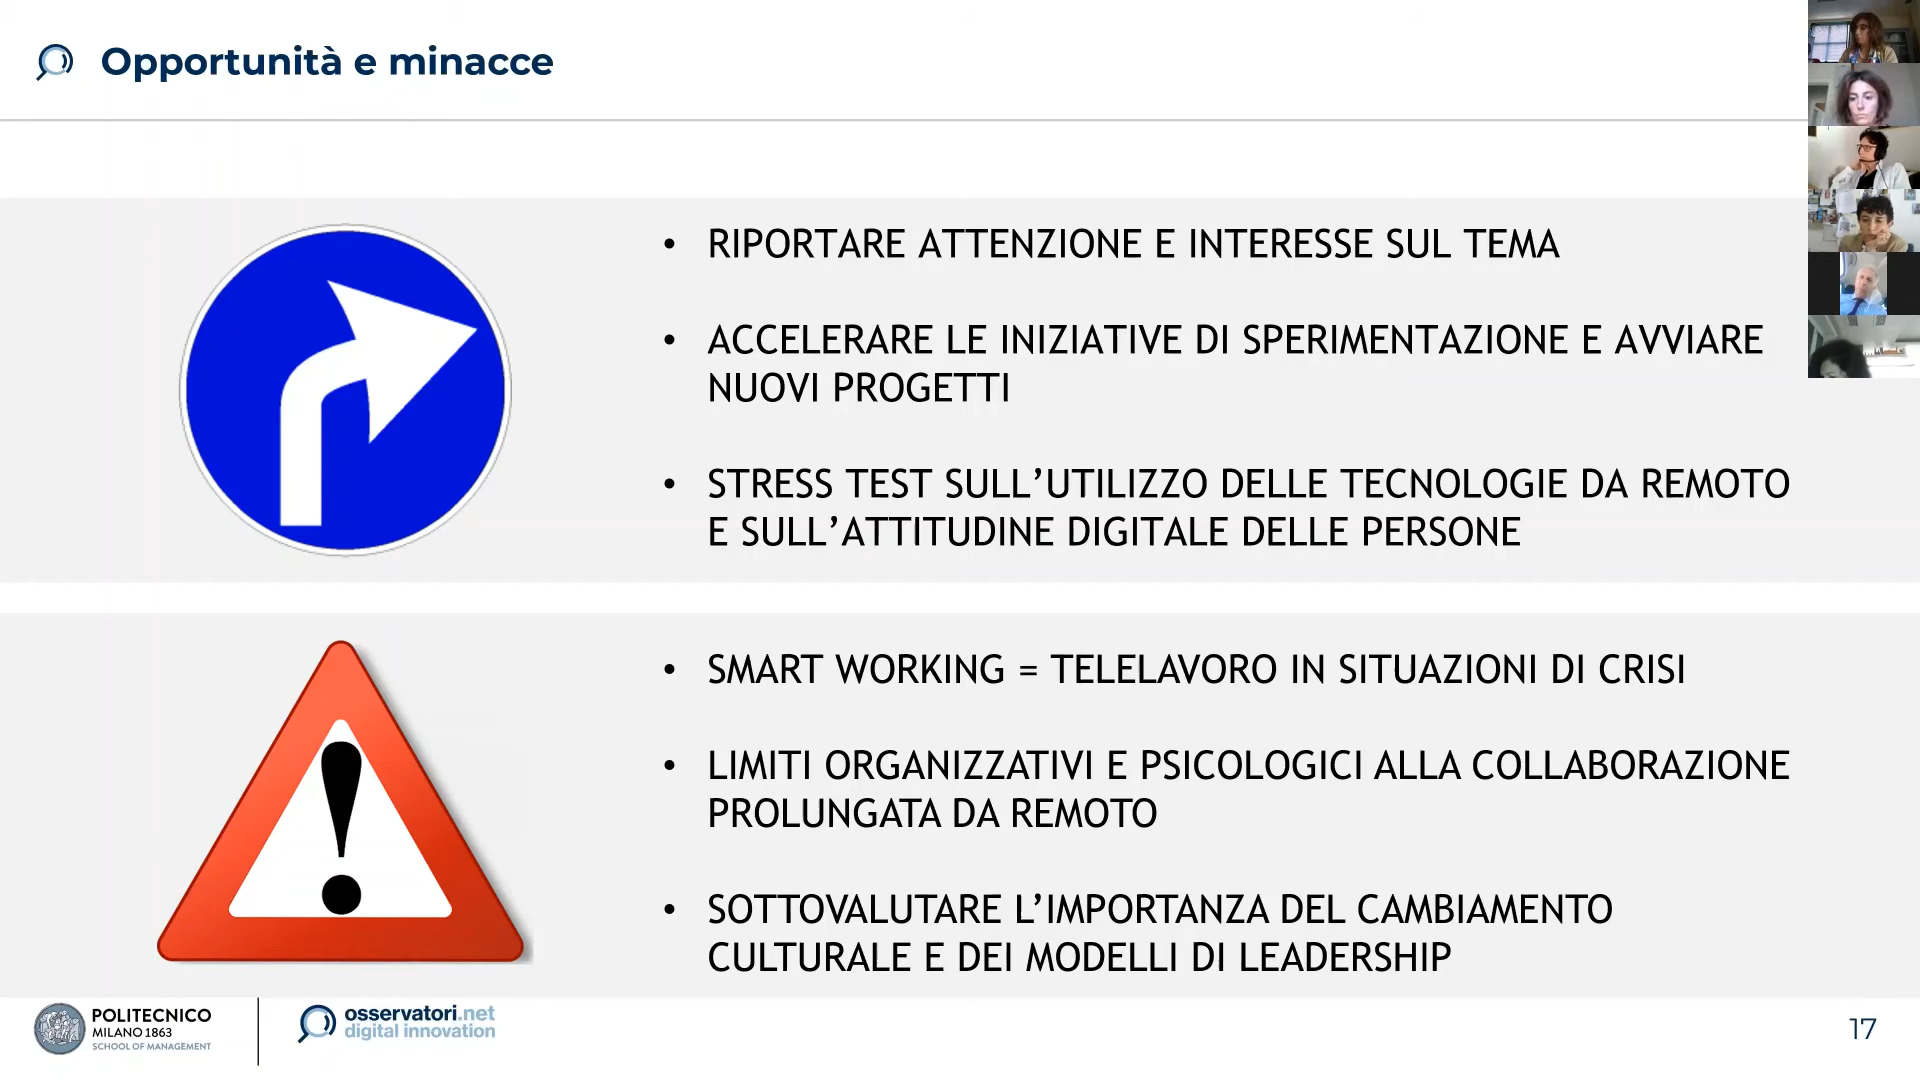 Opportunità e minacce
• RIPORTARE ATTENZIONE E INTERESSE SUL TEMA
• ACCELERARE LE INIZIATIVE DI SPERIMENTAZIONE E AVVIARE
NUOVI PROGETTI
• STRESS TEST SULL’UTILIZZO DELLE TECNOLOGIE DA REMOTO
E SULL’ATTITUDINE DIGITALE DELLE PERSONE
• SMART WORKING = TELELAVORO IN SITUAZIONI DI CRISI
• LIMITI ORGANIZZATIVI E PSICOLOGICI ALLA COLLABORAZIONE
PROLUNGATA DA REMOTO
• SOTTOVALUTARE L’IMPORTANZA DEL CAMBIAMENTO
CULTURALE E DEI MODELLI DI LEADERSHIP
POLITECNICO
MILANO 1863
SCHOOL OF MANAGEMENT
osservatori.net
digital innovation
17